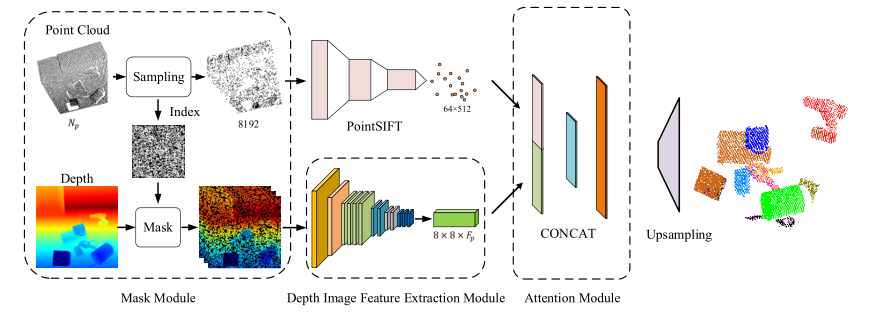 Point Cloud
Sampling
N_p
Index
8192
PointSIFT
64×512
Depth
Mask
8 × 8 × F_p
CONCAT
Upsampling
Mask Module
Depth Image Feature Extraction Module
Attention Module